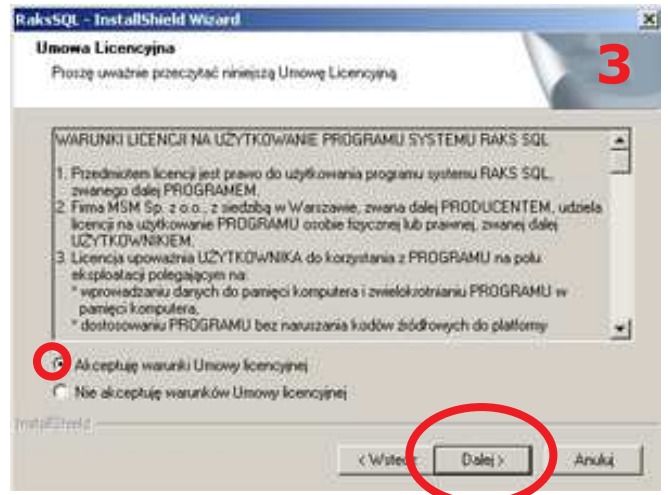 RaksSQL - InstallShield Wizard
Umowa Licencyjna
Proszę uważnie przeczytać niniejszą Umowę Licencyjną
3
WARUNKI LICENCJI NA UŻYTKOWANIE PROGRAMU SYSTEMU RAKS SQL
1. Przedmiotem licencji jest prawo do użytkowania programu systemu RAKS SQL,
zwanego dalej PROGRAMEM.
2. Firma MSM Sp. z o.o., z siedzibą w Warszawie, zwana dalej PRODUCENTEM, udziela
licencji na użytkowanie PROGRAMU osobie fizycznej lub prawnej, zwanej dalej
UŻYTKOWNIKIEM.
3. Licencja upoważnia UŻYTKOWNIKA do korzystania z PROGRAMU na polu
eksploatacji polegającym na:
* wprowadzaniu danych do pamięci komputera i zwielokrotnianiu PROGRAMU w
pamięci komputera,
* dostosowaniu PROGRAMU bez naruszania kodów źródłowych do platformy
Akceptuję warunki Umowy licencyjnej
Nie akceptuję warunków Umowy licencyjnej
InstallShield
< Wstecz Dalej > Anuluj